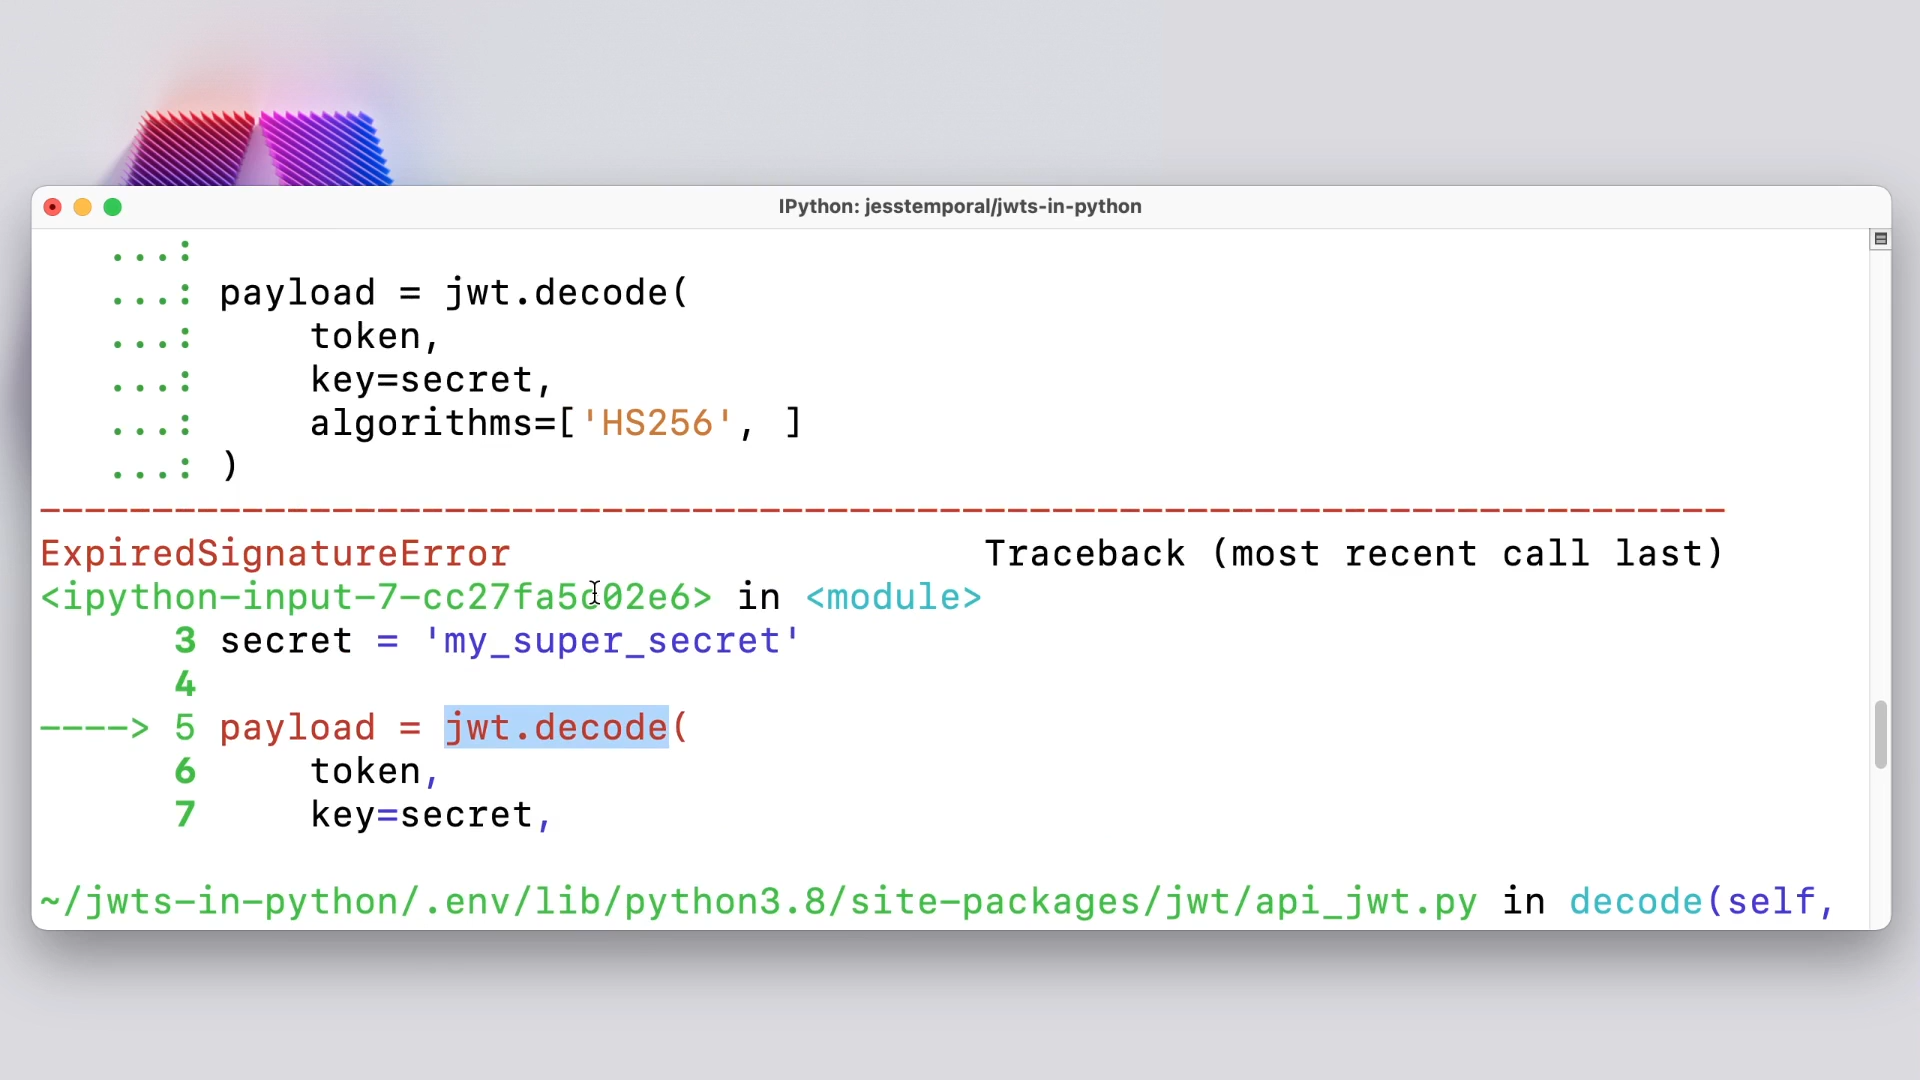 IPython: jesstemporal/jwts-in-python
...:
...: payload = jwt.decode(
...:     token,
...:     key=secret,
...:     algorithms=['HS256', ]
...: )
---------------------------------------------------------------------------
ExpiredSignatureError                     Traceback (most recent call last)
<ipython-input-7-cc27fa5c02e6> in <module>
      3 secret = 'my_super_secret'
      4
----> 5 payload = jwt.decode(
      6     token,
      7     key=secret,
~/jwts-in-python/.env/lib/python3.8/site-packages/jwt/api_jwt.py in decode(self,